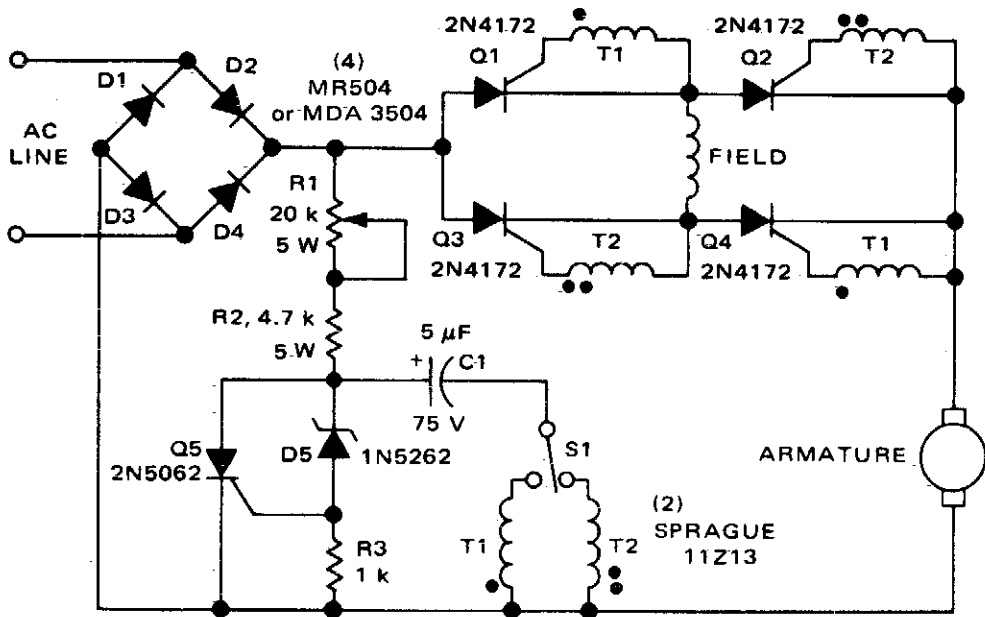 2N4172
T1
Q1
2N4172
T2
Q2
D1
D2
(4)
MR504
or MDA 3504
AC
LINE
D3
D4
R1
20 k
5 W
FIELD
Q3
2N4172
T2
Q4
2N4172
T1
R2, 4.7 k
5 W
5 μF
+
C1
75 V
Q5
2N5062
D5
1N5262
S1
ARMATURE
R3
1 k
T1
T2
(2)
SPRAGUE
11Z13